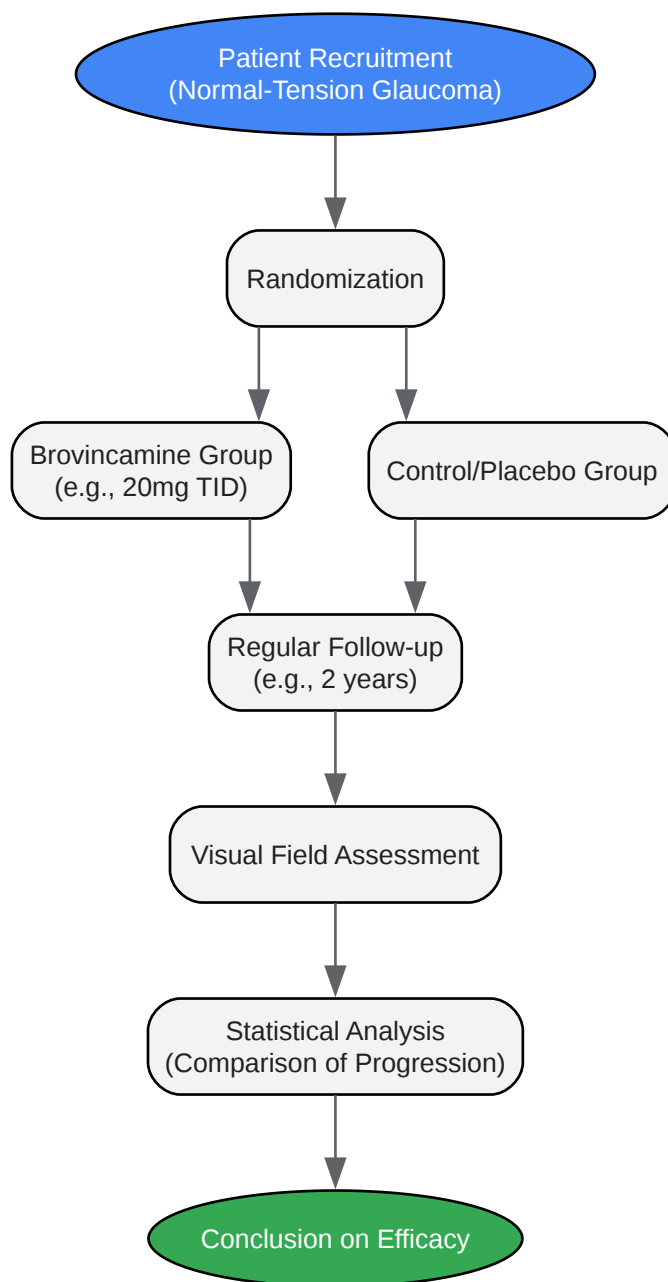 Patient Recruitment
(Normal-Tension Glaucoma)
Randomization
Brovincamine Group
(e.g., 20mg TID)
Control/Placebo Group
Regular Follow-up
(e.g., 2 years)
Visual Field Assessment
Statistical Analysis
(Comparison of Progression)
Conclusion on Efficacy